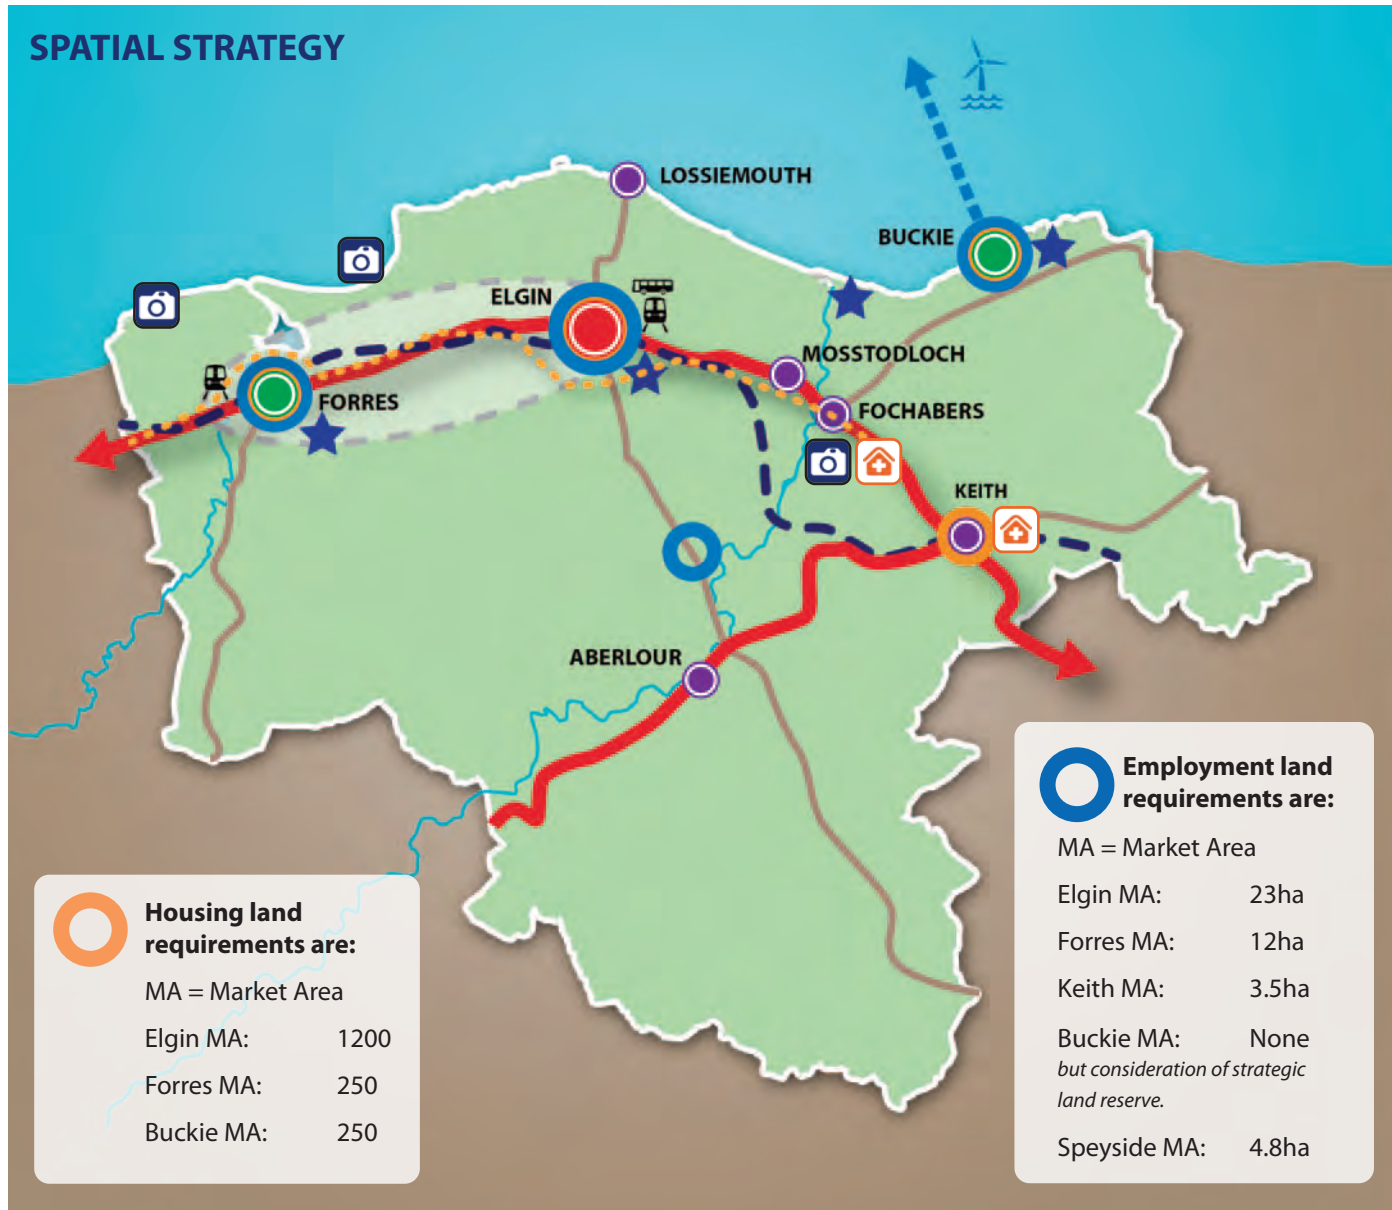 SPATIAL STRATEGY
LOSSIEMOUTH
BUCKIE
ELGIN
MOSSTODLOCH
FORRES
FOCHABERS
KEITH
ABERLOUR
Housing land
requirements are:
MA = Market Area
Elgin MA: 1200
Forres MA: 250
Buckie MA: 250
Employment land
requirements are:
MA = Market Area
Elgin MA: 23ha
Forres MA: 12ha
Keith MA: 3.5ha
Buckie MA: None
but consideration of strategic
land reserve.
Speyside MA: 4.8ha